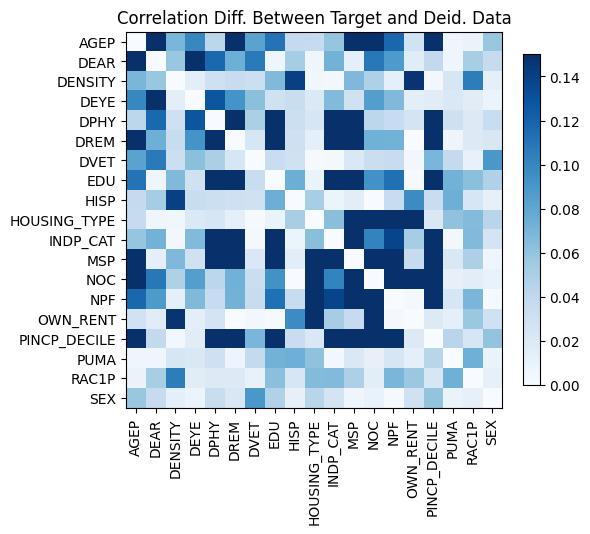 Correlation Diff. Between Target and Deid. Data
AGEP
DEAR
DENSITY
DEYE
DPHY
DREM
DVET
EDU
HISP
HOUSING_TYPE
INDP_CAT
MSP
NOC
NPF
OWN_RENT
PINCP_DECILE
PUMA
RAC1P
SEX
AGEP
DEAR
DENSITY
DEYE
DPHY
DREM
DVET
EDU
HISP
HOUSING_TYPE
INDP_CAT
MSP
NOC
NPF
OWN_RENT
PINCP_DECILE
PUMA
RAC1P
SEX
0.14
0.12
0.10
0.08
0.06
0.04
0.02
0.00